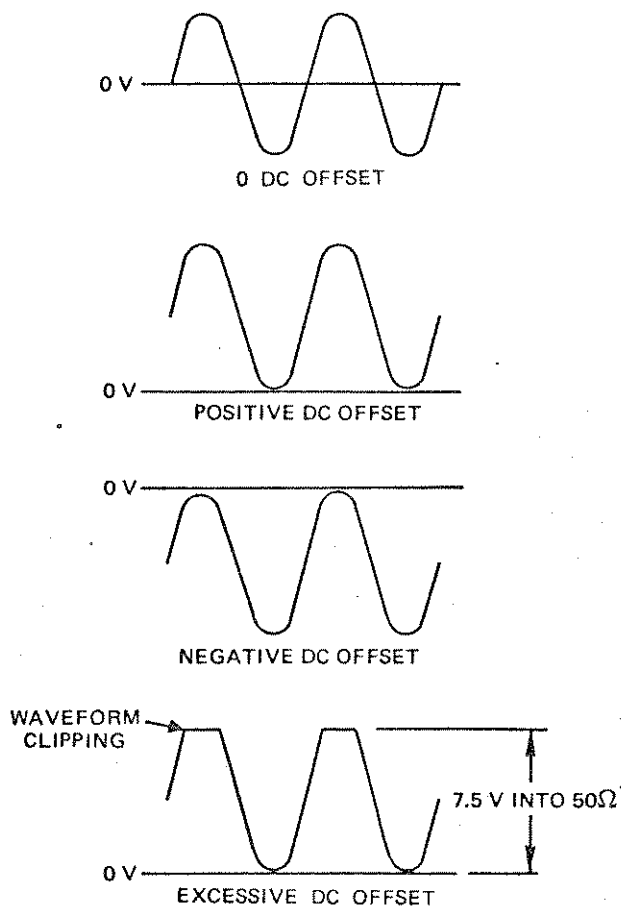 0 V
0 DC OFFSET
0 V
POSITIVE DC OFFSET
0 V
NEGATIVE DC OFFSET
WAVEFORM
CLIPPING
7.5 V INTO 50Ω
0 V
EXCESSIVE DC OFFSET